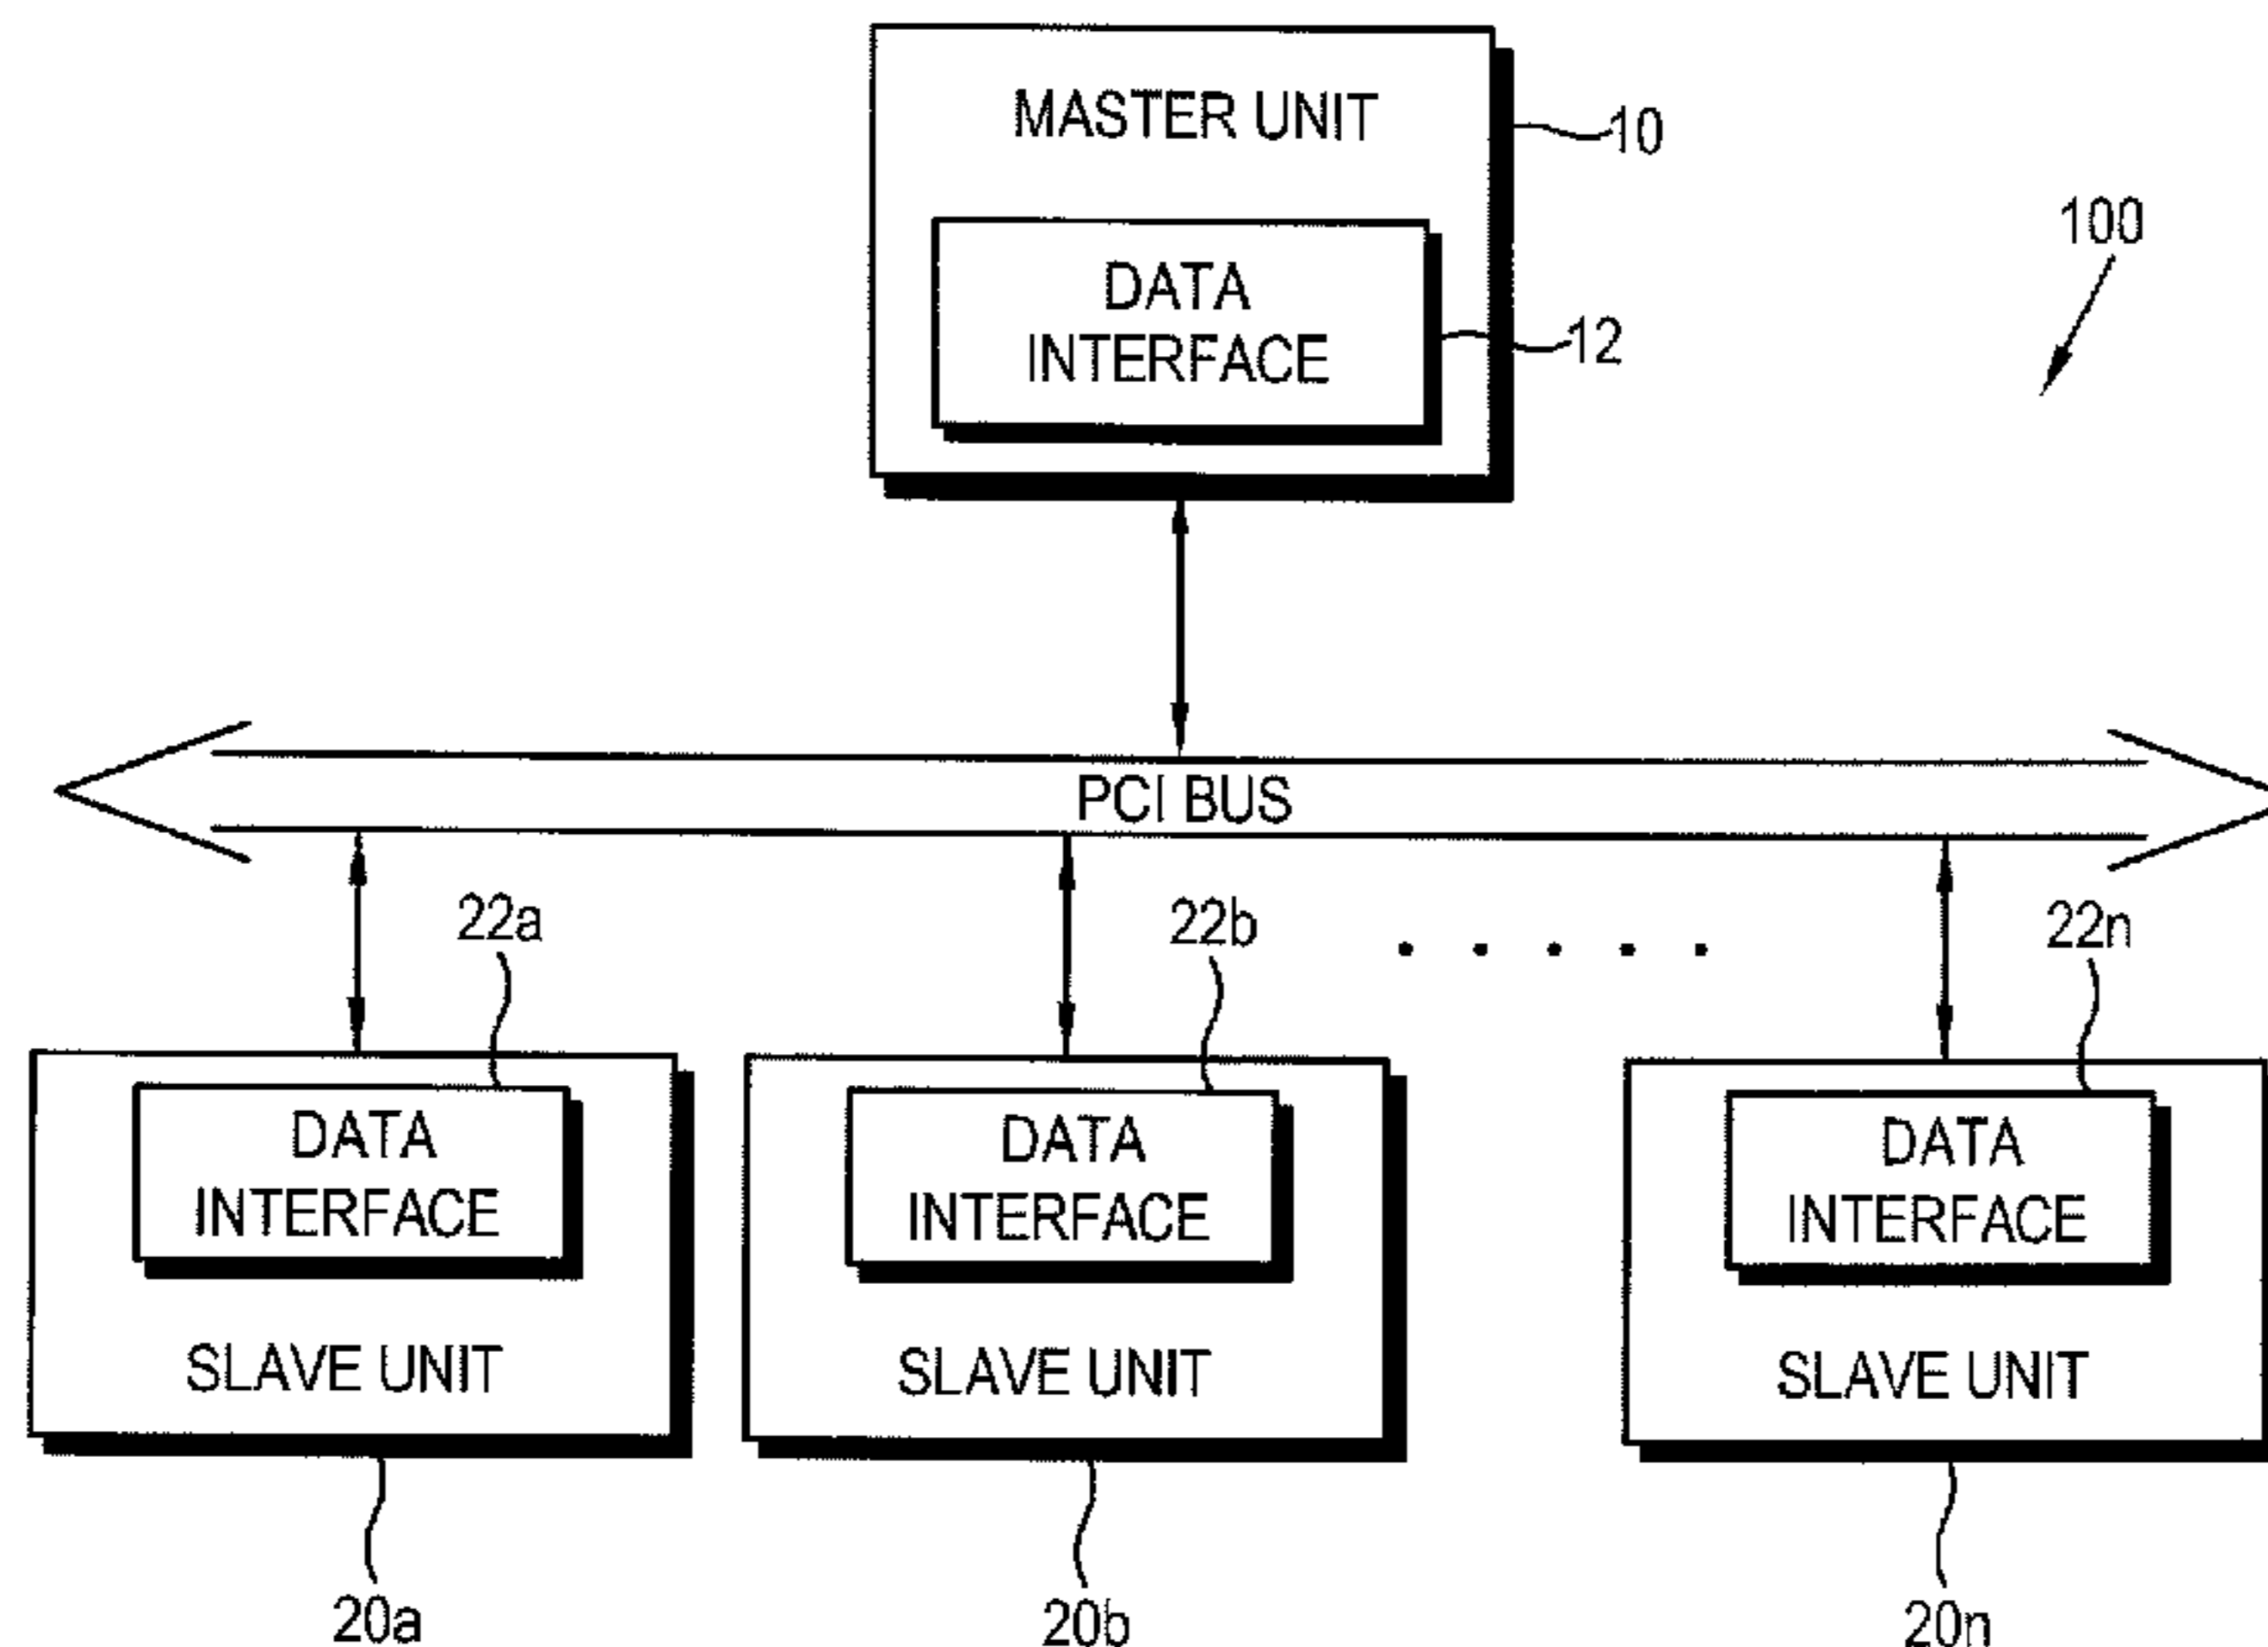 MASTER UNIT
10
100
DATA
INTERFACE
12
PCI BUS
22a
22b
22n
DATA
INTERFACE
SLAVE UNIT
DATA
INTERFACE
SLAVE UNIT
DATA
INTERFACE
SLAVE UNIT
20a
20b
20n